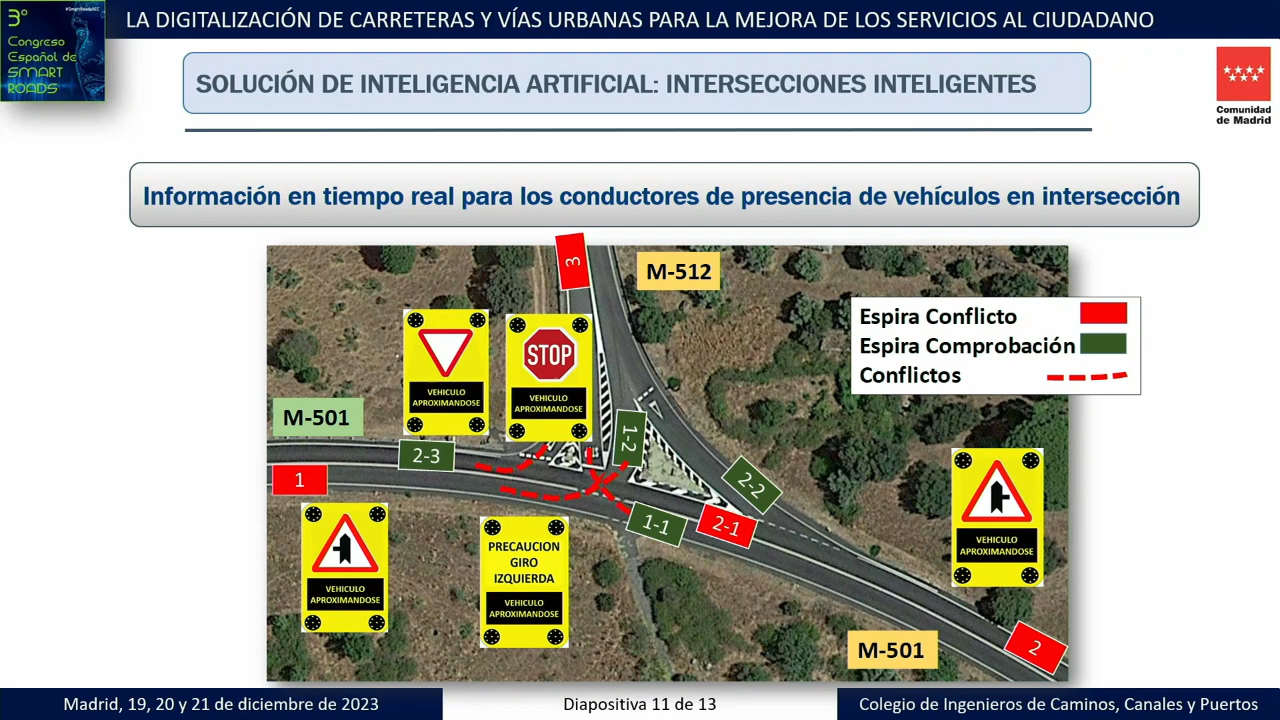 3º
#SmartRoadsAEC
Congreso
Español de
SMART
ROADS
LA DIGITALIZACIÓN DE CARRETERAS Y VÍAS URBANAS PARA LA MEJORA DE LOS SERVICIOS AL CIUDADANO
SOLUCIÓN DE INTELIGENCIA ARTIFICIAL: INTERSECCIONES INTELIGENTES
Comunidad
de Madrid
Información en tiempo real para los conductores de presencia de vehículos en intersección
3
M-512
Espira Conflicto
Espira Comprobación
Conflictos
STOP
VEHICULO
APROXIMANDOSE
VEHICULO
APROXIMANDOSE
M-501
2-3
1-2
1
2-2
1-1
2-1
VEHICULO
APROXIMANDOSE
PRECAUCION
GIRO
IZQUIERDA
VEHICULO
APROXIMANDOSE
VEHICULO
APROXIMANDOSE
M-501
2
Madrid, 19, 20 y 21 de diciembre de 2023
Diapositiva 11 de 13
Colegio de Ingenieros de Caminos, Canales y Puertos